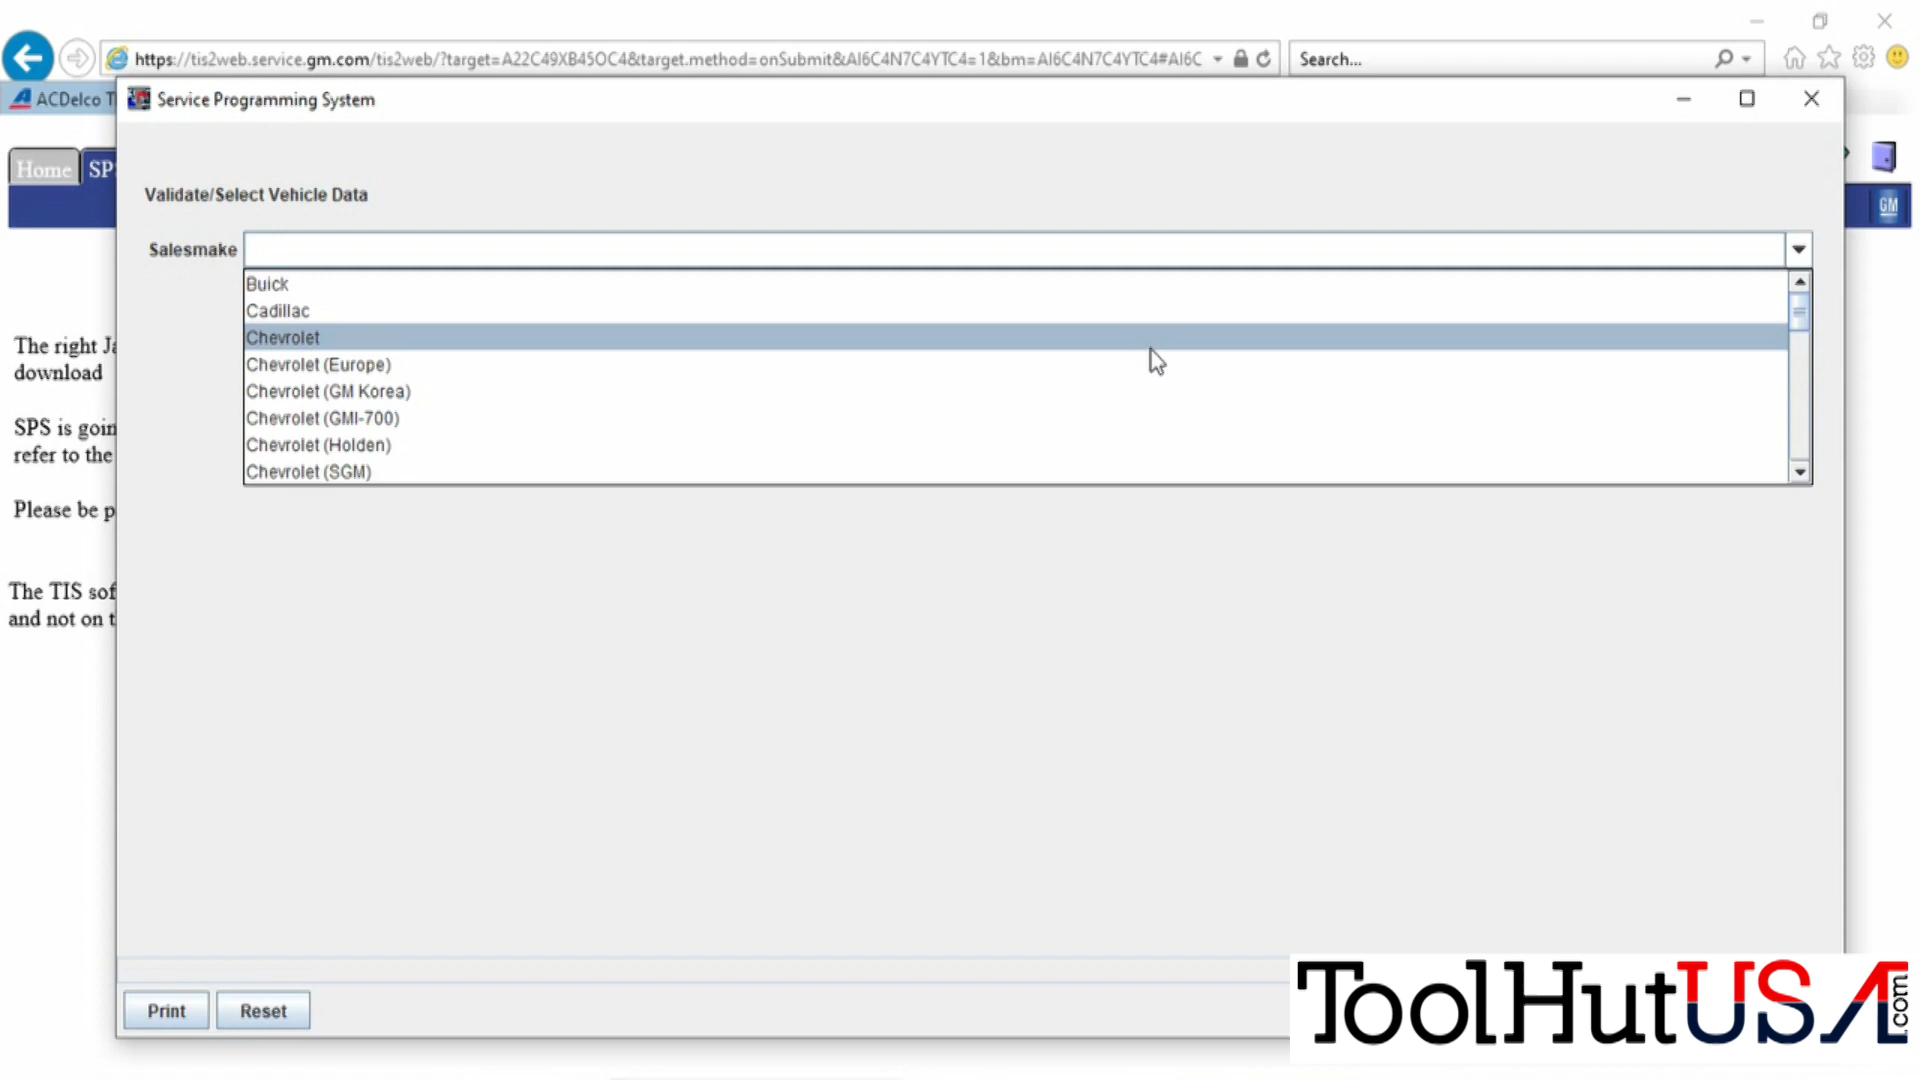 https://tis2web.service.gm.com/tis2web/?target=A22C49XB45OC4&target.method=onSubmit&AI6C4N7C4YTC4=1&bm=AI6C4N7C4YTC4#AI6C
Search...
ACDelco T
Service Programming System
Home
SPS
GM
Validate/Select Vehicle Data
Salesmake
Buick
Cadillac
Chevrolet
Chevrolet (Europe)
Chevrolet (GM Korea)
Chevrolet (GMI-700)
Chevrolet (Holden)
Chevrolet (SGM)
The right Ja
download
SPS is goin
refer to the
Please be p
The TIS sof
and not on t
Print
Reset
ToolHutUSA.com